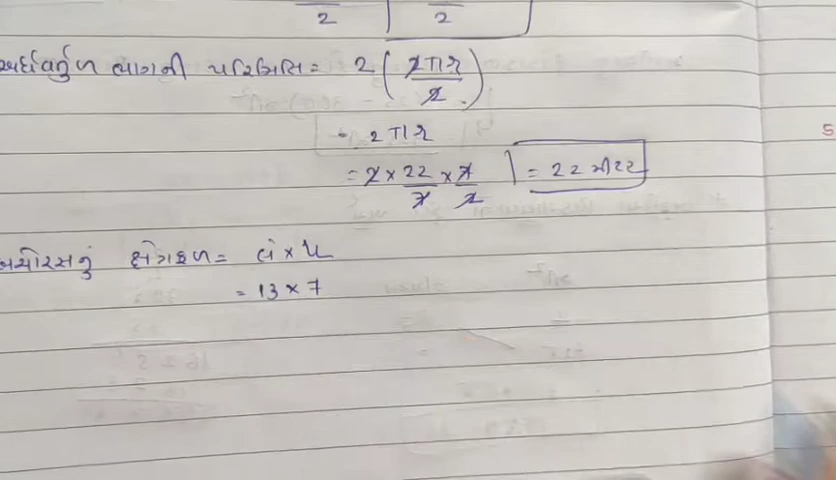 2 2
અર્ધવર્તુળ ભાગની પરિમિતિ = 2 (2πr/2)
= 2πr
= 2 × 22/7 × 7/2 = 22 મીટર
લંબચોરસનું ક્ષેત્રફળ = લં × પ
= 13 × 7